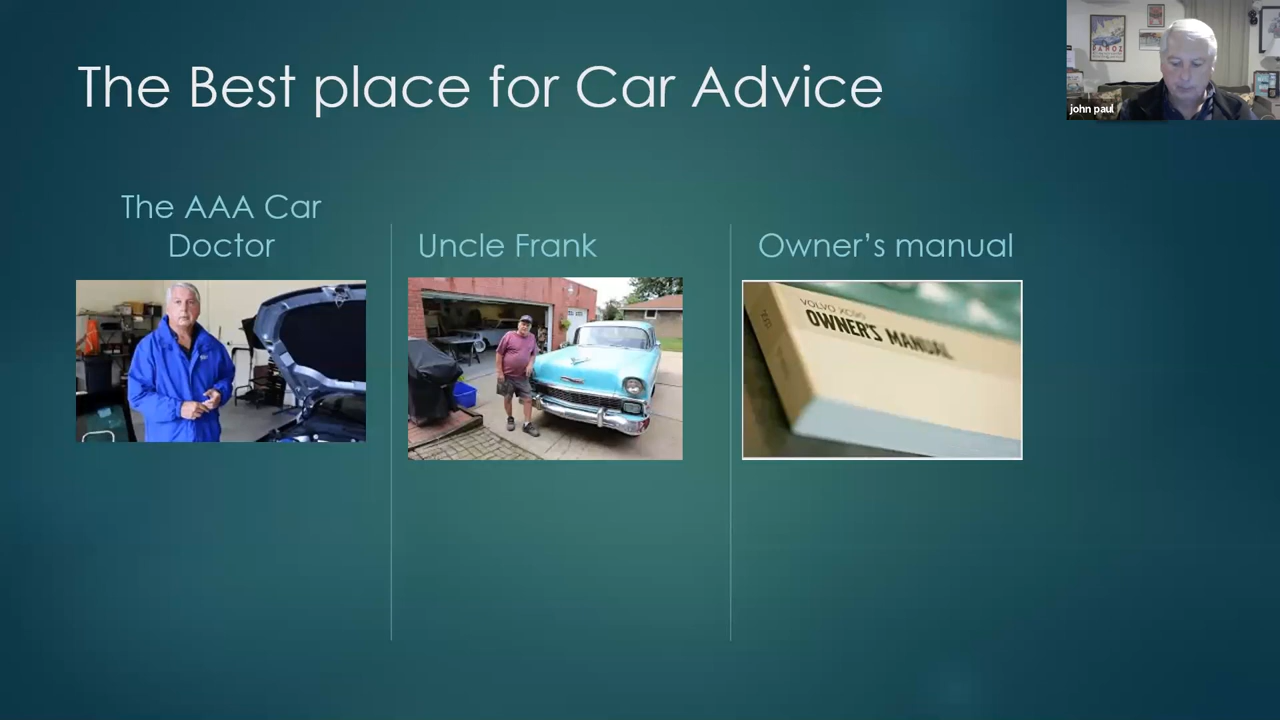 The Best place for Car Advice
john paul
The AAA Car
Doctor
Uncle Frank
Owner's manual
VOLVO XC90
OWNER'S MANUAL